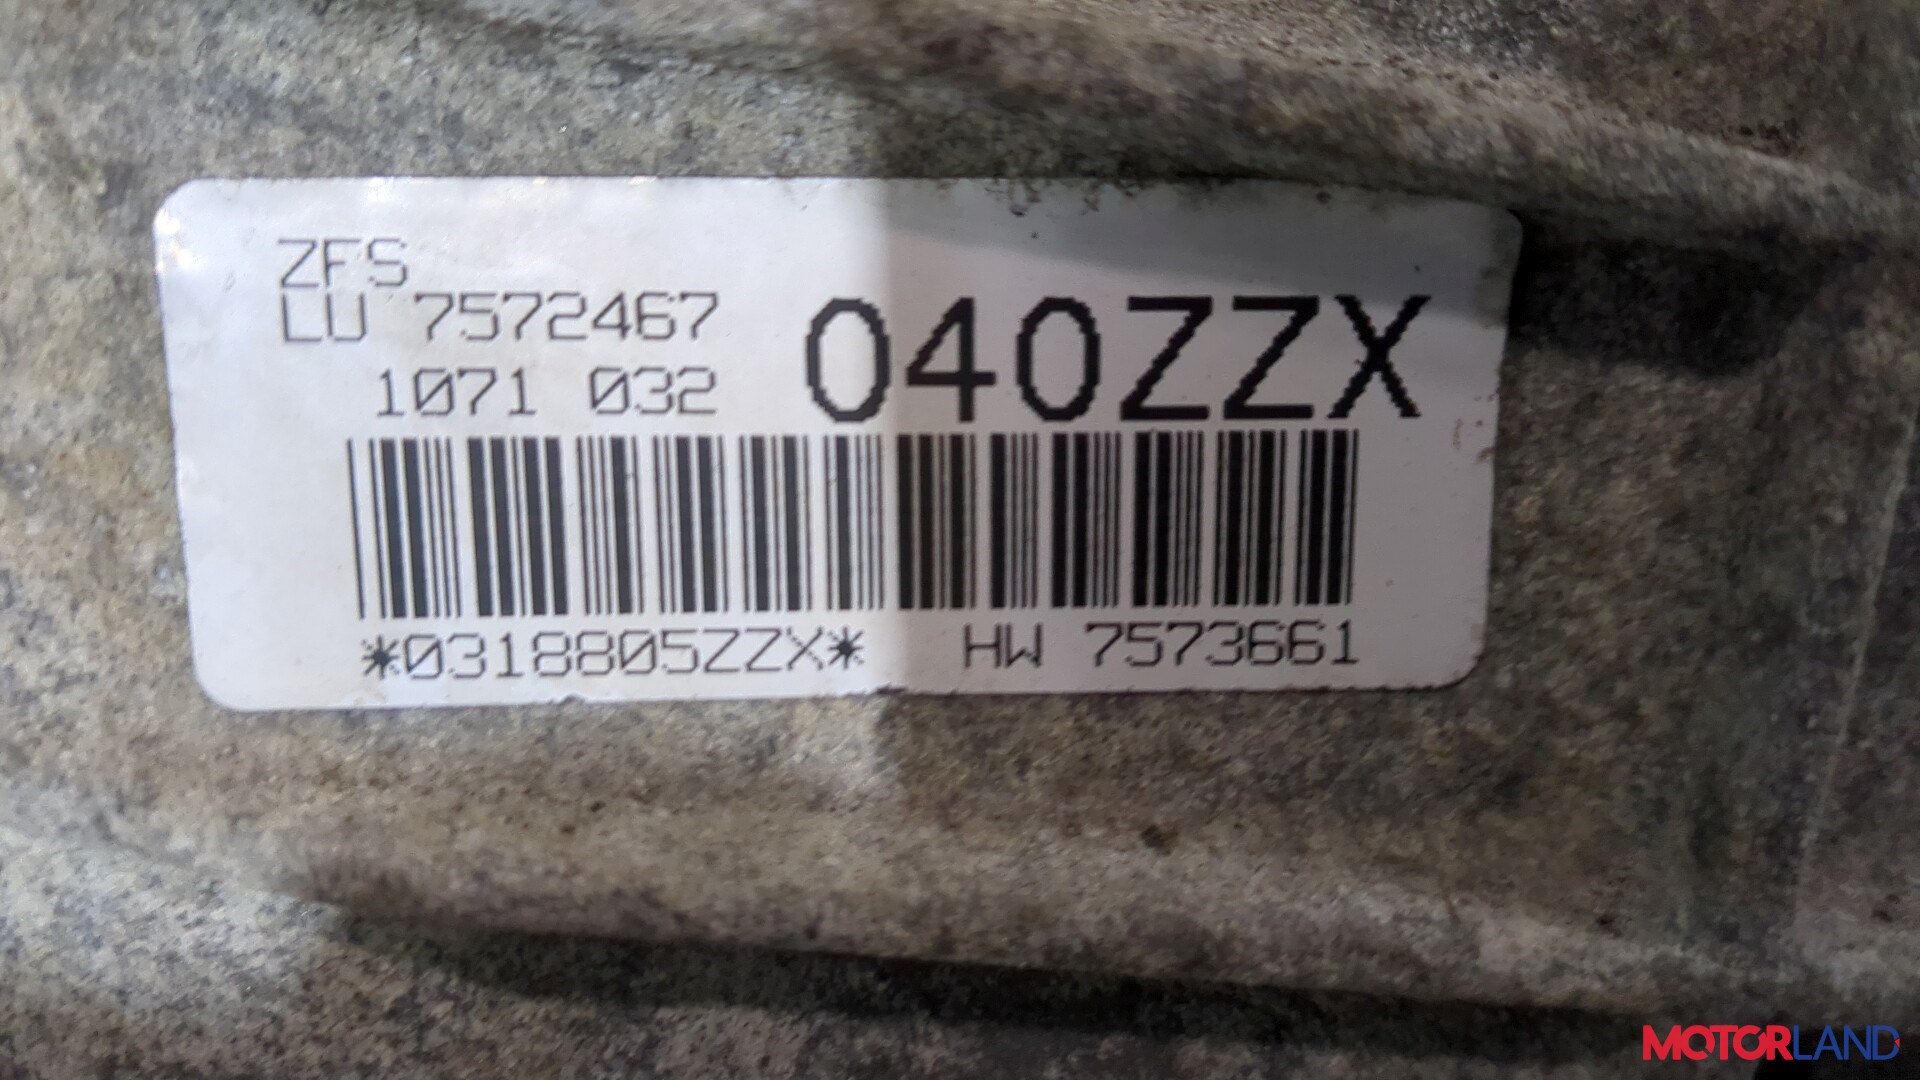 ZFS
LU 7572467
1071 032 040ZZX
*0318805ZZX* HW 7573661
MOTORLAND